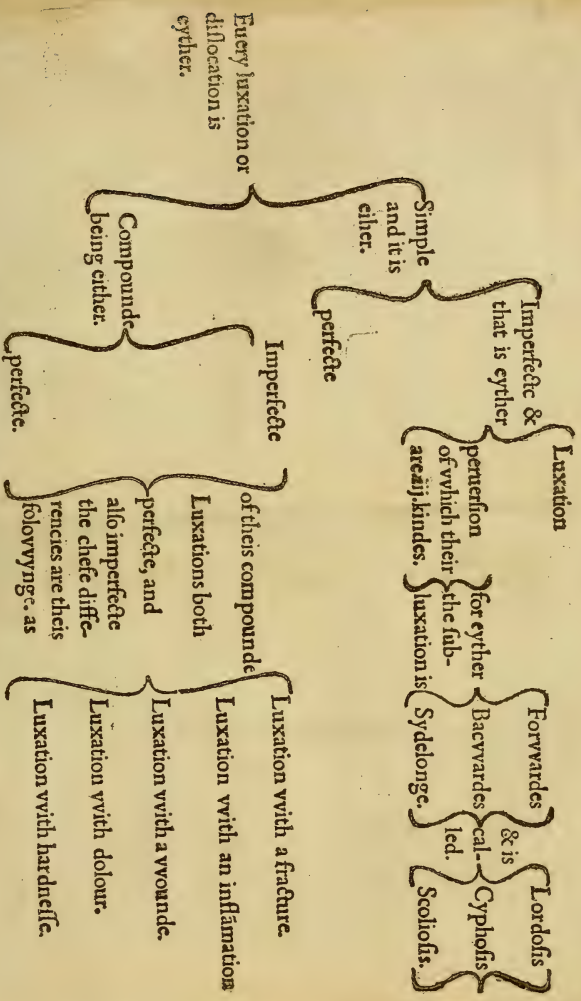 Euery luxation or
diſlocation is
eyther.
Simple
and it is
eiher.
Imperfecte &
that is eyther
Luxation
peruerſion
of vvhich their
are.iij.kindes.
for eyther
the ſub-
luxation is
Forvvardes
Bacvvardes
Sydelonge.
& is
cal-
led.
Lordoſis
Cyphoſis
Scolioſis.
perfecte
Compounde
being either.
Imperfecte
perfecte.
of theis compounde
Luxations both
perfecte, and
alſo imperfecte
the chefe diffe-
rencies are theis
folovvynge. as
Luxation vvith a fracture.
Luxation vvith an inflāmation
Luxation vvith a vvounde.
Luxation vvith dolour.
Luxation vvith hardneſſe.